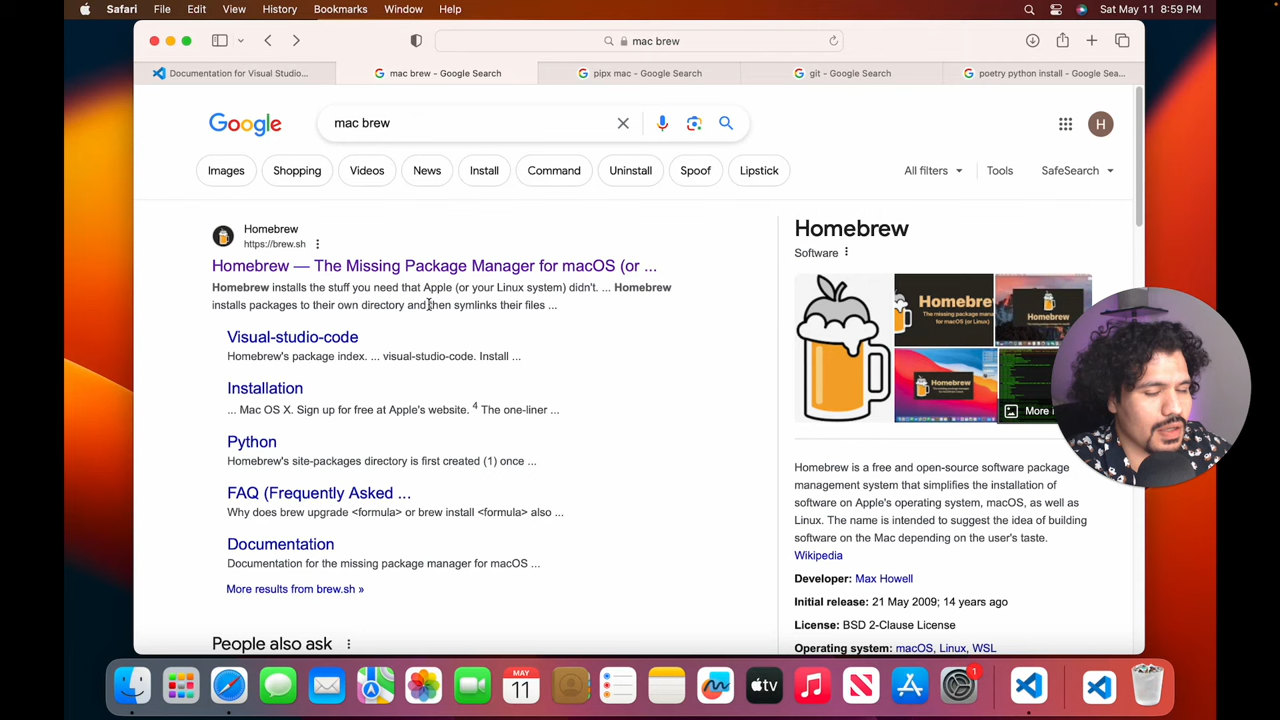 Safari File Edit View History Bookmarks Window Help Sat May 11 8:59 PM
mac brew
Documentation for Visual Studio... mac brew - Google Search pipx mac - Google Search git - Google Search poetry python install - Google Sea...
Google mac brew H
Images Shopping Videos News Install Command Uninstall Spoof Lipstick All filters Tools SafeSearch
Homebrew
https://brew.sh
Homebrew — The Missing Package Manager for macOS (or ...
Homebrew installs the stuff you need that Apple (or your Linux system) didn't. ... Homebrew
installs packages to their own directory and then symlinks their files ...
Visual-studio-code
Homebrew's package index. ... visual-studio-code. Install ...
Installation
... Mac OS X. Sign up for free at Apple's website. 4 The one-liner ...
Python
Homebrew's site-packages directory is first created (1) once ...
FAQ (Frequently Asked ...
Why does brew upgrade <formula> or brew install <formula> also ...
Documentation
Documentation for the missing package manager for macOS ...
More results from brew.sh »
People also ask
Homebrew
Software
Homebrew
Homebrew
More i
Homebrew is a free and open-source software package
management system that simplifies the installation of
software on Apple's operating system, macOS, as well as
Linux. The name is intended to suggest the idea of building
software on the Mac depending on the user's taste.
Wikipedia
Developer: Max Howell
Initial release: 21 May 2009; 14 years ago
License: BSD 2-Clause License
Operating system: macOS, Linux, WSL
MAY
11
tv
1